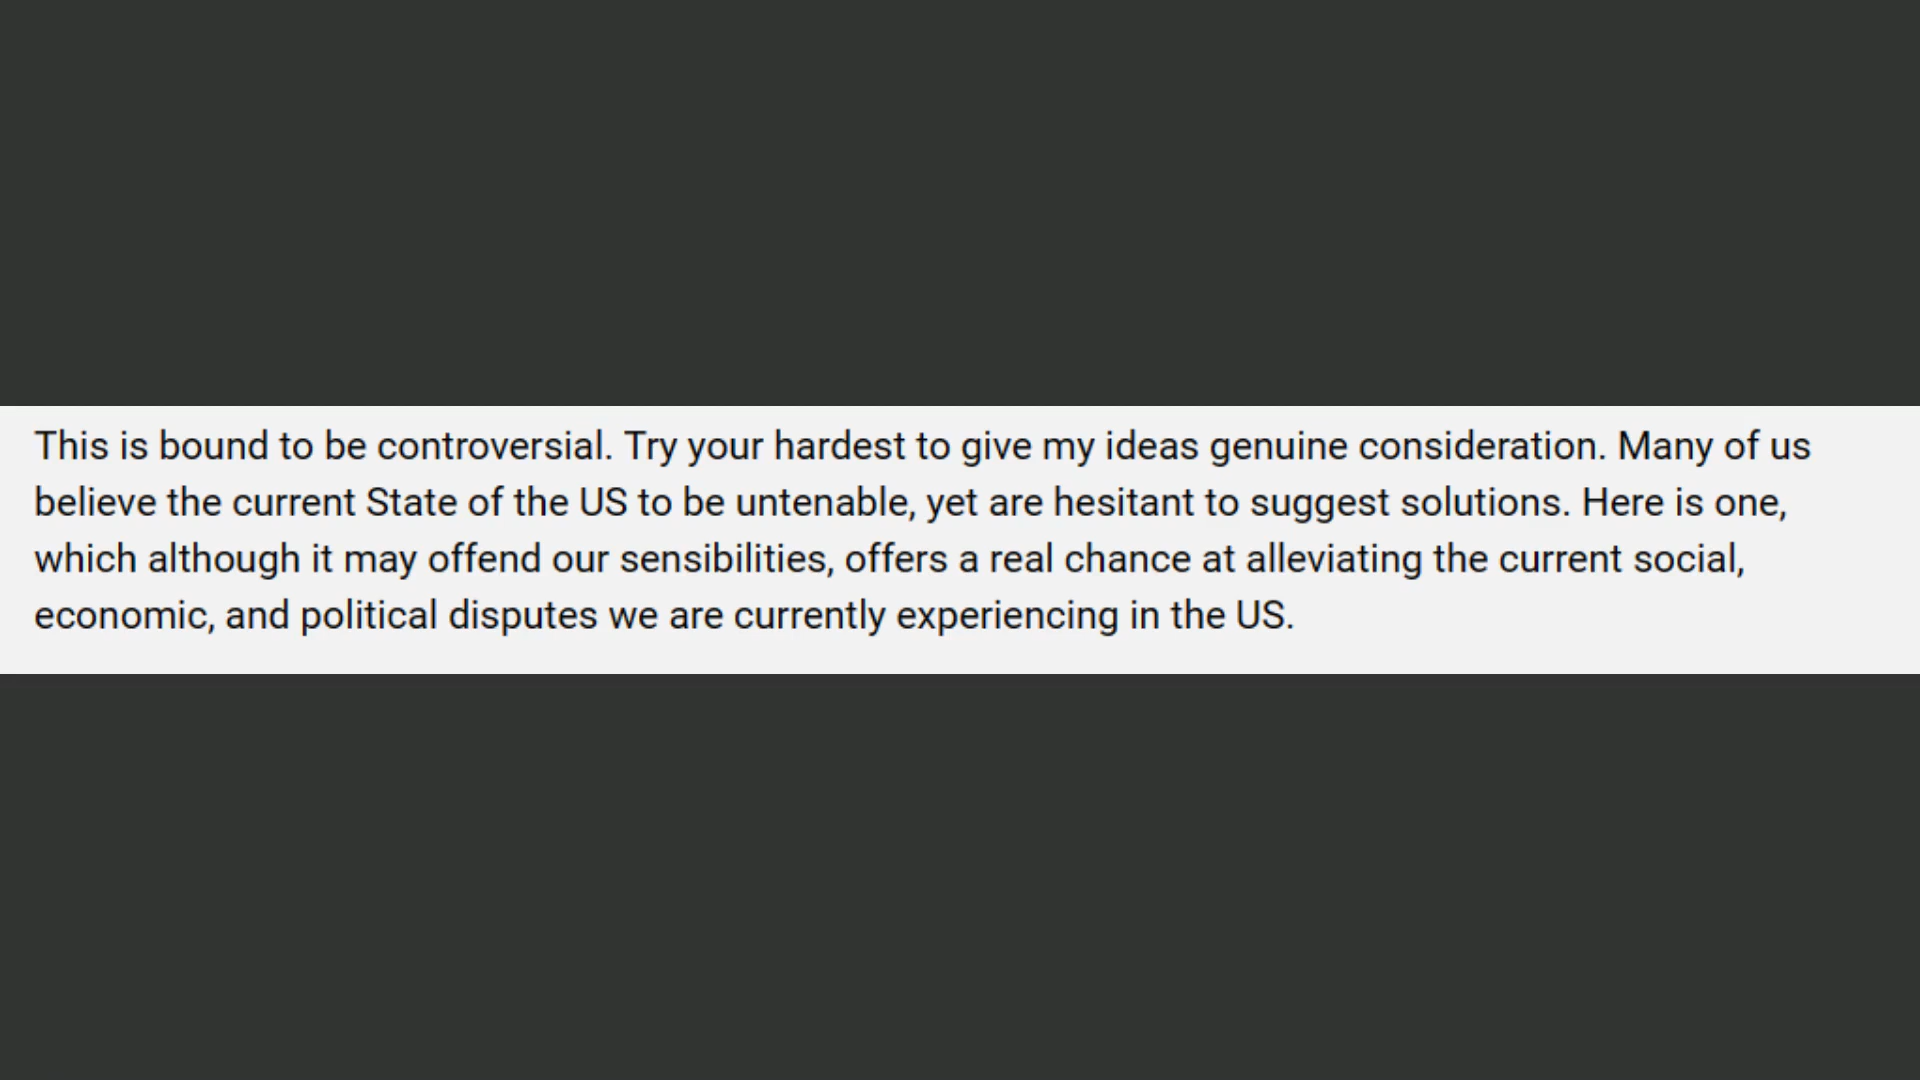 This is bound to be controversial. Try your hardest to give my ideas genuine consideration. Many of us
believe the current State of the US to be untenable, yet are hesitant to suggest solutions. Here is one,
which although it may offend our sensibilities, offers a real chance at alleviating the current social,
economic, and political disputes we are currently experiencing in the US.